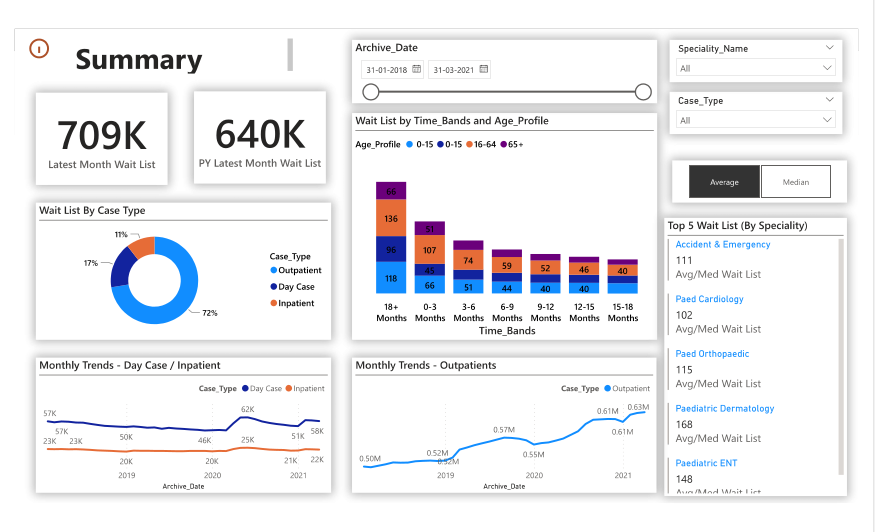 Summary
709K
Latest Month Wait List
640K
PY Latest Month Wait List
Archive_Date
31-01-2018
31-03-2021
Speciality_Name
All
Case_Type
All
Average
Median
Wait List By Case Type
11%
17%
72%
Case_Type
Outpatient
Day Case
Inpatient
Wait List by Time_Bands and Age_Profile
Age_Profile 0-15 0-15 16-64 65+
66
136
96
118
51
107
45
66
74
51
59
44
52
40
46
40
40
18+ 0-3 3-6 6-9 9-12 12-15 15-18
Months Months Months Months Months Months Months
Time_Bands
Top 5 Wait List (By Speciality)
Accident & Emergency
111
Avg/Med Wait List
Paed Cardiology
102
Avg/Med Wait List
Paed Orthopaedic
115
Avg/Med Wait List
Paediatric Dermatology
168
Avg/Med Wait List
Paediatric ENT
148
Avg/Med Wait List
Monthly Trends - Day Case / Inpatient
Case_Type Day Case Inpatient
57K
57K
50K
46K
62K
51K
58K
23K
23K
20K
20K
25K
21K
22K
2019 2020 2021
Archive_Date
Monthly Trends - Outpatients
Case_Type Outpatient
0.50M
0.52M
0.52M
0.57M
0.55M
0.61M
0.61M
0.63M
2019 2020 2021
Archive_Date